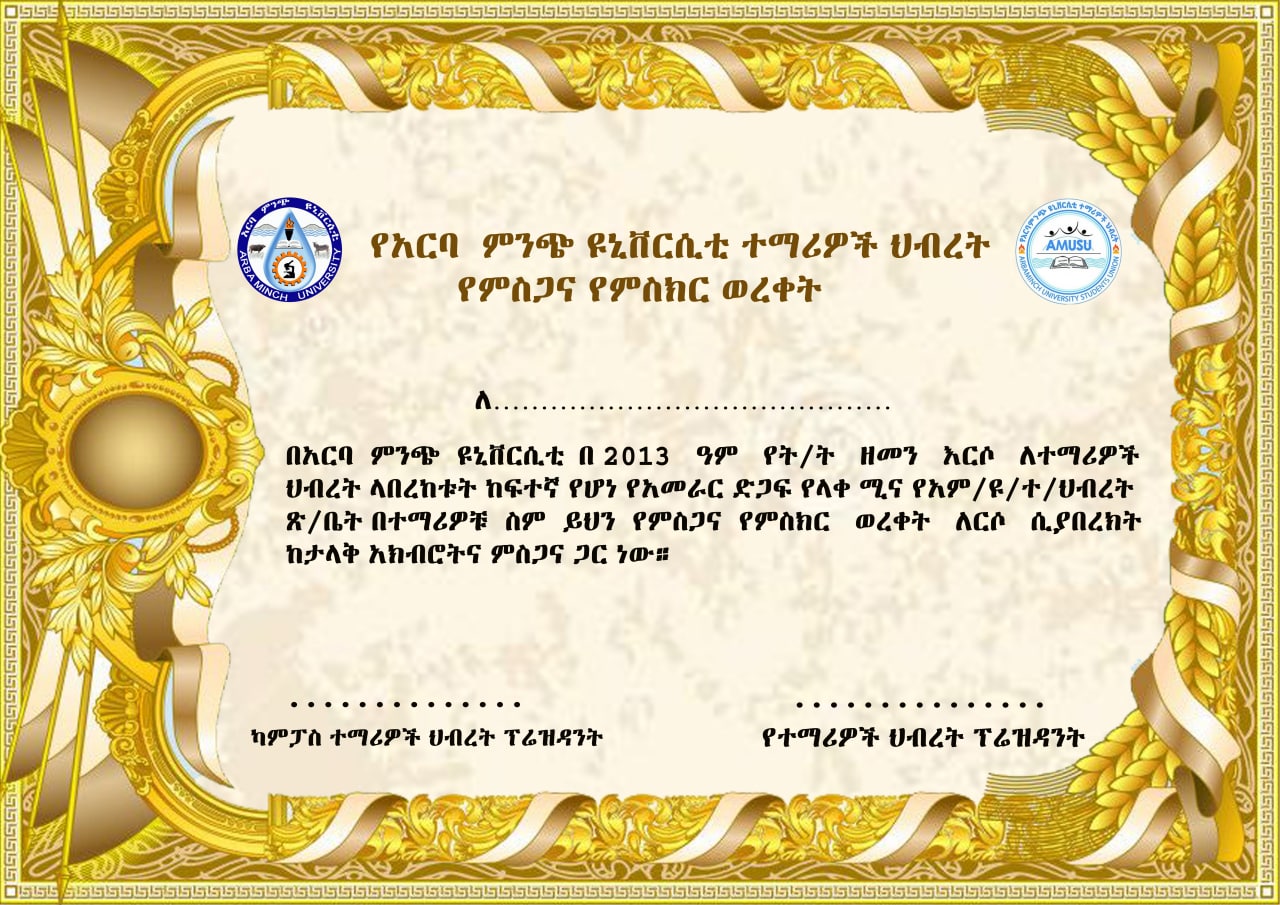 አርባ ምንጭ ዩኒቨርሲቲ
ARBA MINCH UNIVERSITY
የአርባ ምንጭ ዩኒቨርሲቲ ተማሪዎች ህብረት
የምስጋና የምስክር ወረቀት
የአርባምንጭ ዩኒቨርሲቲ ተማሪዎች ህብረት
AMUSU
ARBAMINCH UNIVERSITY STUDENTS UNION
ለ..........................................
በአርባ ምንጭ ዩኒቨርሲቲ በ 2013 ዓም የት/ት ዘመን እርሶ ለተማሪዎች
ህብረት ላበረከቱት ከፍተኛ የሆነ የአመራር ድጋፍ የላቀ ሚና የአም/ዩ/ተ/ህብረት
ጽ/ቤት በተማሪዎቹ ስም ይህን የምስጋና የምስክር ወረቀት ለርሶ ሲያበረክት
ከታላቅ አክብሮትና ምስጋና ጋር ነው።
...............
...............
ካምፓስ ተማሪዎች ህብረት ፕሬዝዳንት
የተማሪዎች ህብረት ፕሬዝዳንት